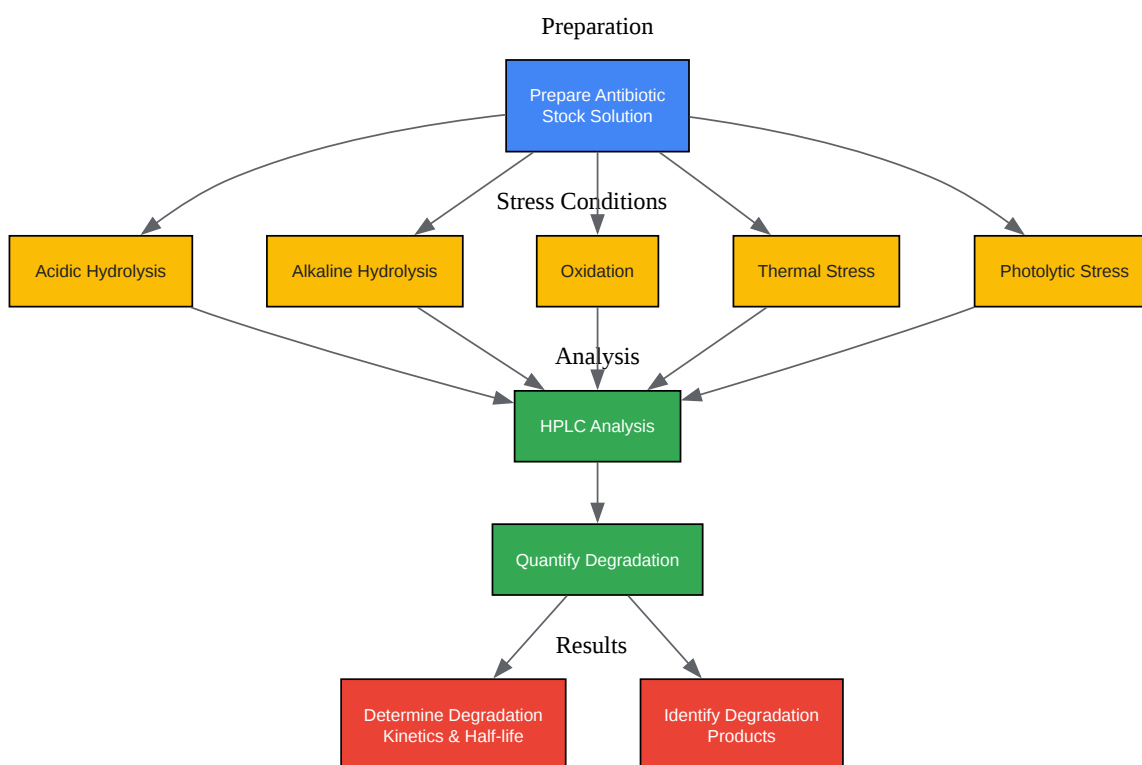 Preparation
Prepare Antibiotic
Stock Solution
Stress Conditions
Acidic Hydrolysis
Alkaline Hydrolysis
Oxidation
Thermal Stress
Photolytic Stress
Analysis
HPLC Analysis
Quantify Degradation
Results
Determine Degradation
Kinetics & Half-life
Identify Degradation
Products